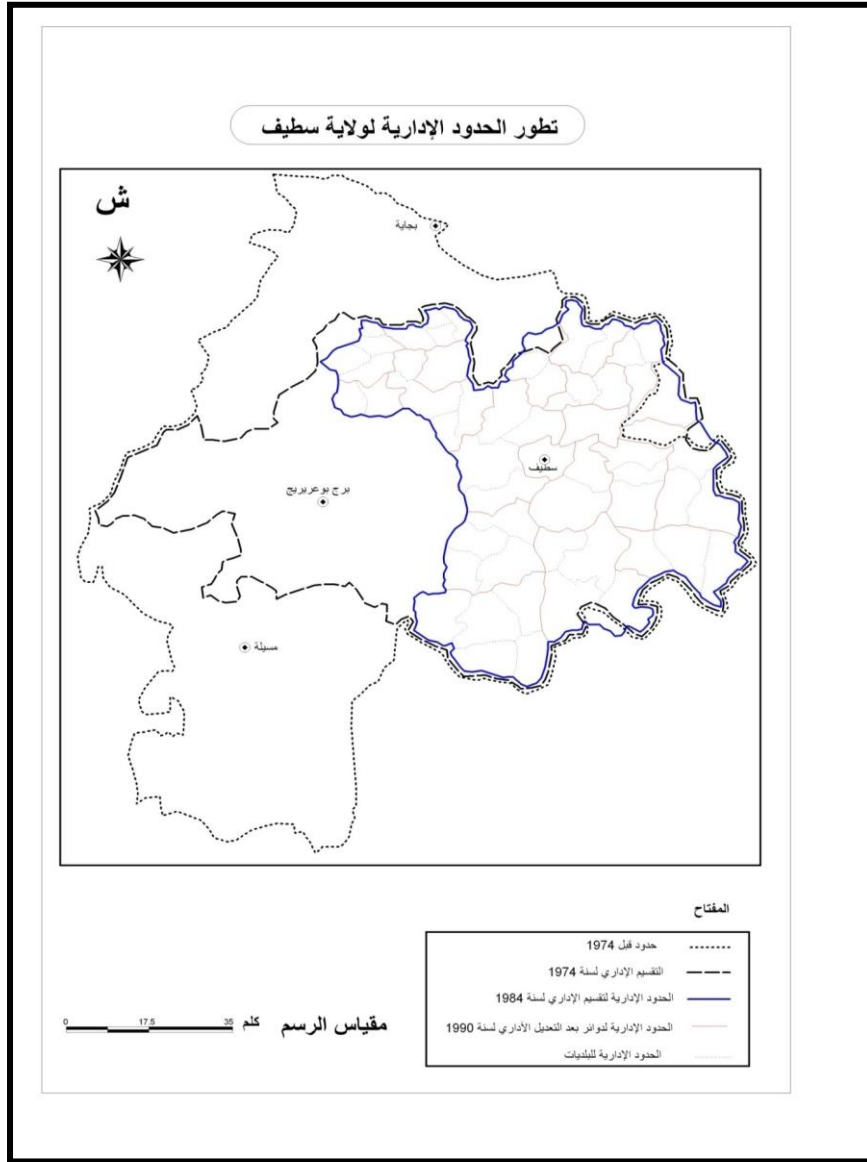 تطور الحدود الإدارية لولاية سطيف
ش
بجاية
سطيف
برج بوعريريج
مسيلة
المفتاح
حدود قبل 1974
التقسيم الإداري لسنة 1974
الحدود الإدارية لتقسيم الإداري لسنة 1984
الحدود الإدارية لدوائر بعد التعديل الأداري لسنة 1990
الحدود الإدارية للبلديات
مقياس الرسم
0 17.5 35 كلم